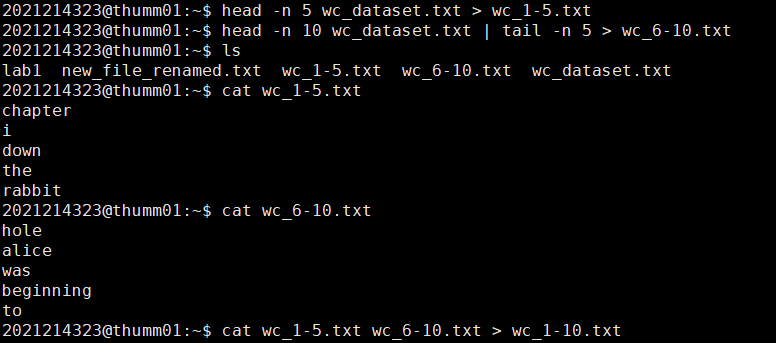 2021214323@thumm01:~$ head -n 5 wc_dataset.txt > wc_1-5.txt
2021214323@thumm01:~$ head -n 10 wc_dataset.txt | tail -n 5 > wc_6-10.txt
2021214323@thumm01:~$ ls
lab1  new_file_renamed.txt  wc_1-5.txt  wc_6-10.txt  wc_dataset.txt
2021214323@thumm01:~$ cat wc_1-5.txt
chapter
i
down
the
rabbit
2021214323@thumm01:~$ cat wc_6-10.txt
hole
alice
was
beginning
to
2021214323@thumm01:~$ cat wc_1-5.txt wc_6-10.txt > wc_1-10.txt